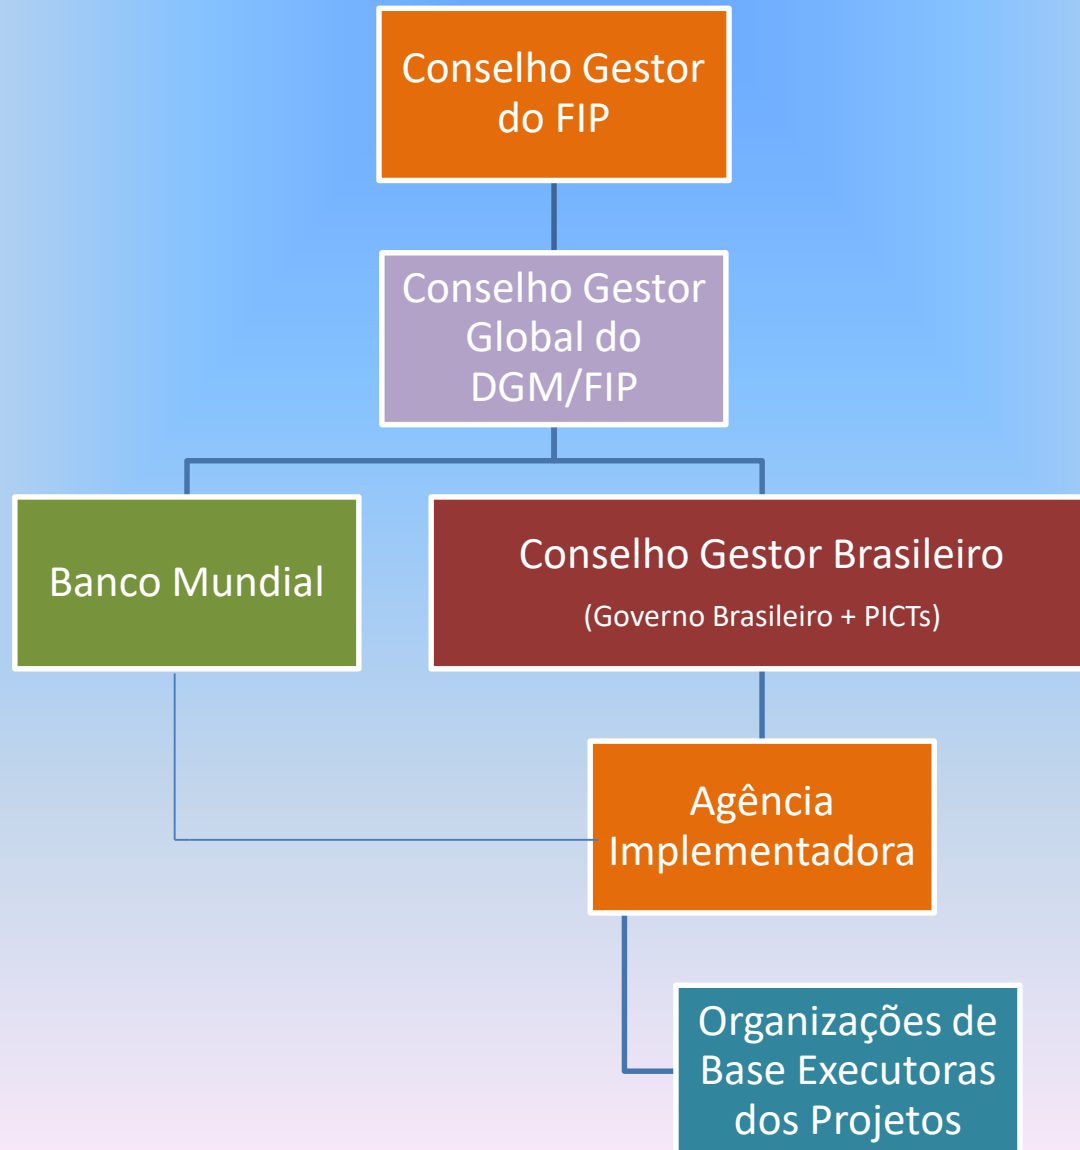 Conselho Gestor
do FIP
Conselho Gestor
Global do
DGM/FIP
Banco Mundial
Conselho Gestor Brasileiro
(Governo Brasileiro + PICTs)
Agência
Implementadora
Organizações de
Base Executoras
dos Projetos